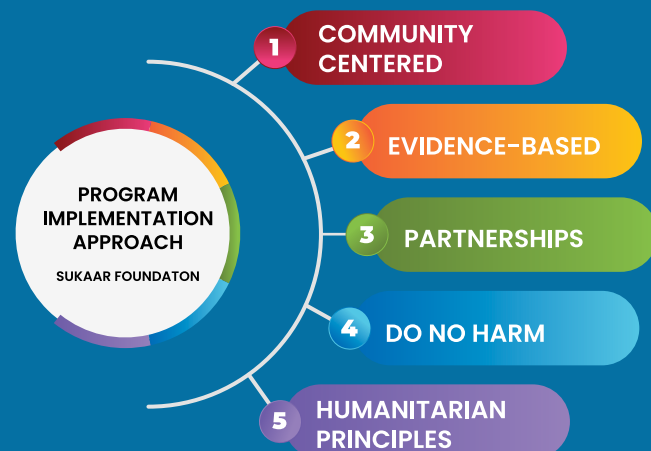 PROGRAM
IMPLEMENTATION
APPROACH
SUKAAR FOUNDATON
1
COMMUNITY
CENTERED
2
EVIDENCE-BASED
3
PARTNERSHIPS
4
DO NO HARM
5
HUMANITARIAN
PRINCIPLES